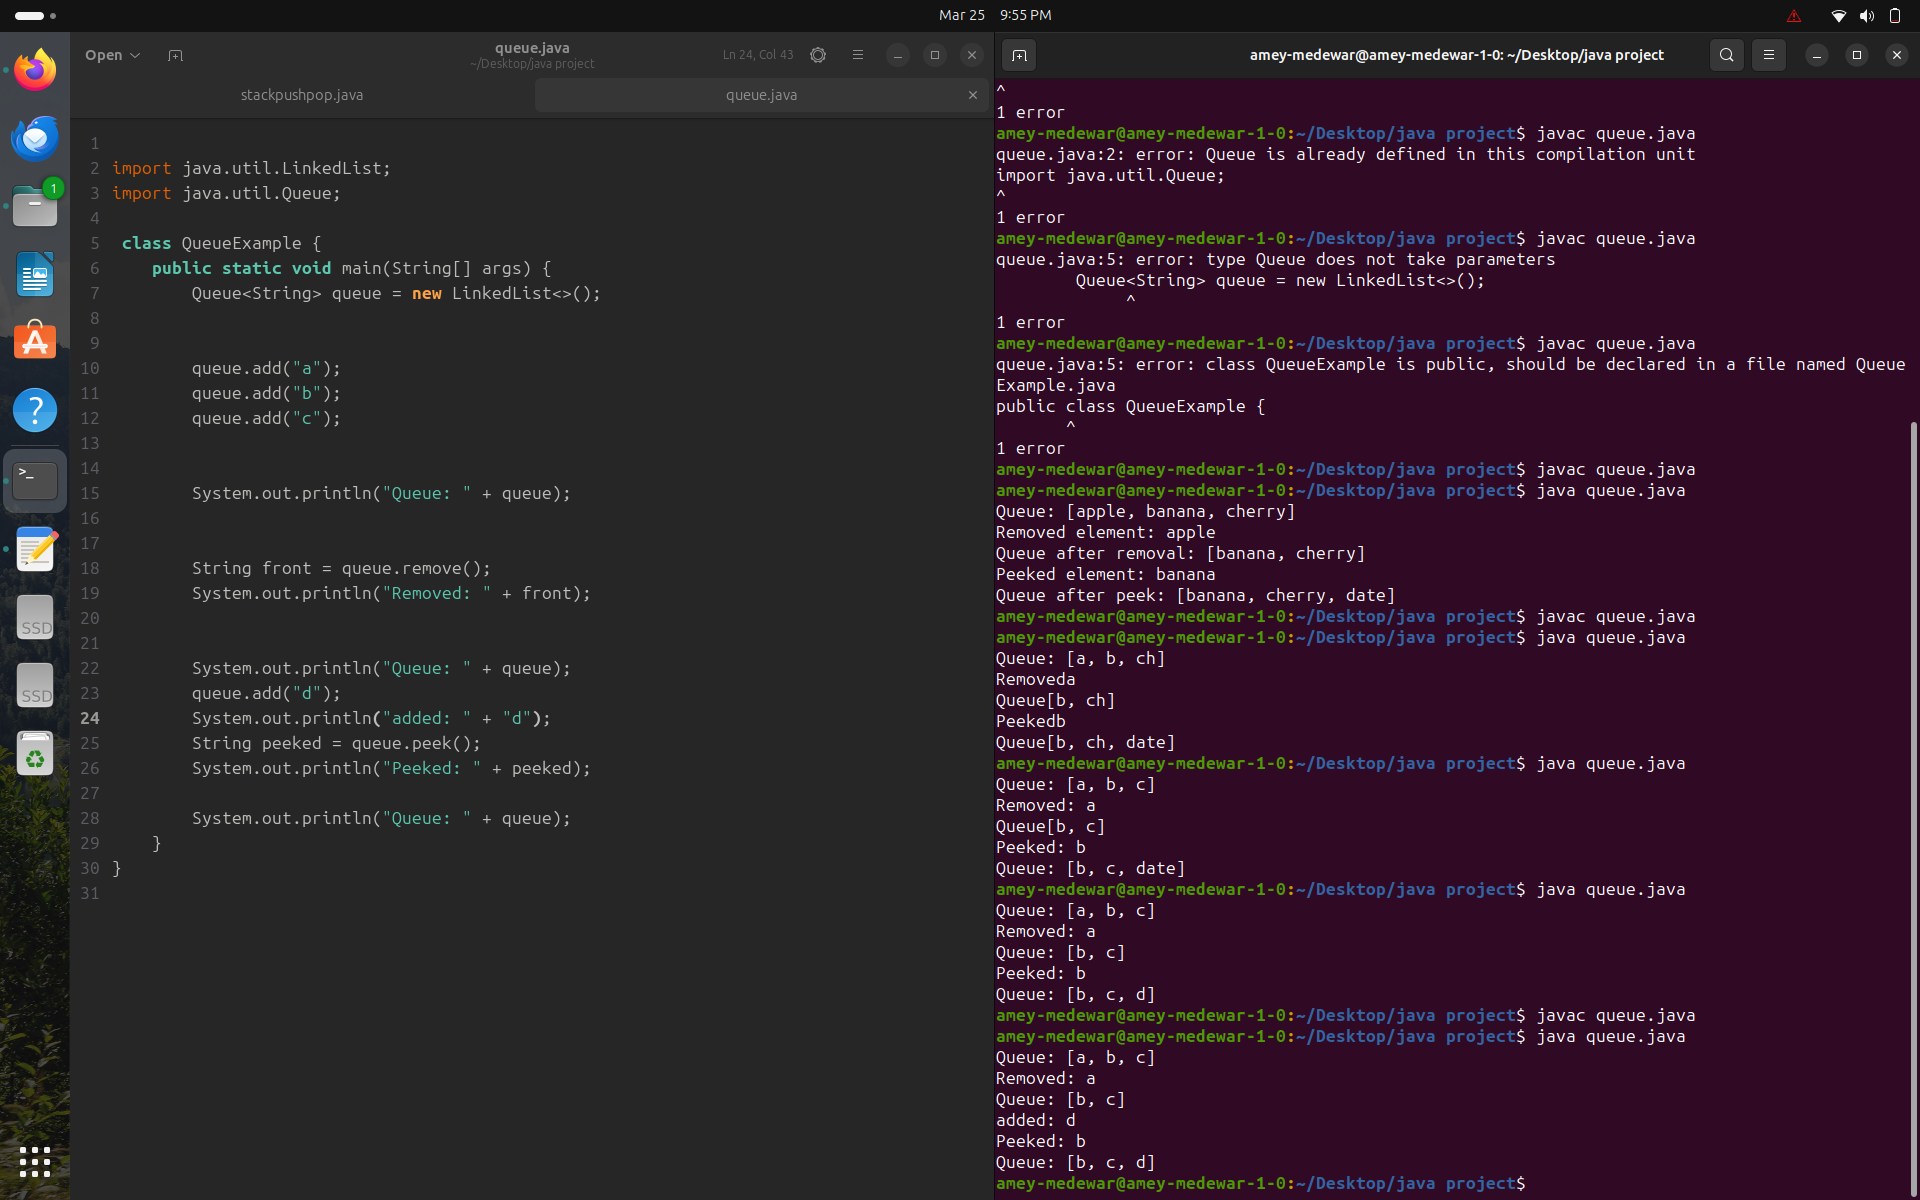 Mar 25 9:55 PM
Open
queue.java
~/Desktop/java project
Ln 24, Col 43
stackpushpop.java
queue.java
1
2 import java.util.LinkedList;
3 import java.util.Queue;
4
5 class QueueExample {
6 public static void main(String[] args) {
7 Queue<String> queue = new LinkedList<>();
8
9
10 queue.add("a");
11 queue.add("b");
12 queue.add("c");
13
14
15 System.out.println("Queue: " + queue);
16
17
18 String front = queue.remove();
19 System.out.println("Removed: " + front);
20
21
22 System.out.println("Queue: " + queue);
23 queue.add("d");
24 System.out.println("added: " + "d");
25 String peeked = queue.peek();
26 System.out.println("Peeked: " + peeked);
27
28 System.out.println("Queue: " + queue);
29 }
30 }
31
1
>_
SSD
SSD
amey-medewar@amey-medewar-1-0: ~/Desktop/java project
^
1 error
amey-medewar@amey-medewar-1-0:~/Desktop/java project$ javac queue.java
queue.java:2: error: Queue is already defined in this compilation unit
import java.util.Queue;
^
1 error
amey-medewar@amey-medewar-1-0:~/Desktop/java project$ javac queue.java
queue.java:5: error: type Queue does not take parameters
Queue<String> queue = new LinkedList<>();
^
1 error
amey-medewar@amey-medewar-1-0:~/Desktop/java project$ javac queue.java
queue.java:5: error: class QueueExample is public, should be declared in a file named Queue
Example.java
public class QueueExample {
^
1 error
amey-medewar@amey-medewar-1-0:~/Desktop/java project$ javac queue.java
amey-medewar@amey-medewar-1-0:~/Desktop/java project$ java queue.java
Queue: [apple, banana, cherry]
Removed element: apple
Queue after removal: [banana, cherry]
Peeked element: banana
Queue after peek: [banana, cherry, date]
amey-medewar@amey-medewar-1-0:~/Desktop/java project$ javac queue.java
amey-medewar@amey-medewar-1-0:~/Desktop/java project$ java queue.java
Queue: [a, b, ch]
Removeda
Queue[b, ch]
Peekedb
Queue[b, ch, date]
amey-medewar@amey-medewar-1-0:~/Desktop/java project$ java queue.java
Queue: [a, b, c]
Removed: a
Queue[b, c]
Peeked: b
Queue: [b, c, date]
amey-medewar@amey-medewar-1-0:~/Desktop/java project$ java queue.java
Queue: [a, b, c]
Removed: a
Queue: [b, c]
Peeked: b
Queue: [b, c, d]
amey-medewar@amey-medewar-1-0:~/Desktop/java project$ javac queue.java
amey-medewar@amey-medewar-1-0:~/Desktop/java project$ java queue.java
Queue: [a, b, c]
Removed: a
Queue: [b, c]
added: d
Peeked: b
Queue: [b, c, d]
amey-medewar@amey-medewar-1-0:~/Desktop/java project$